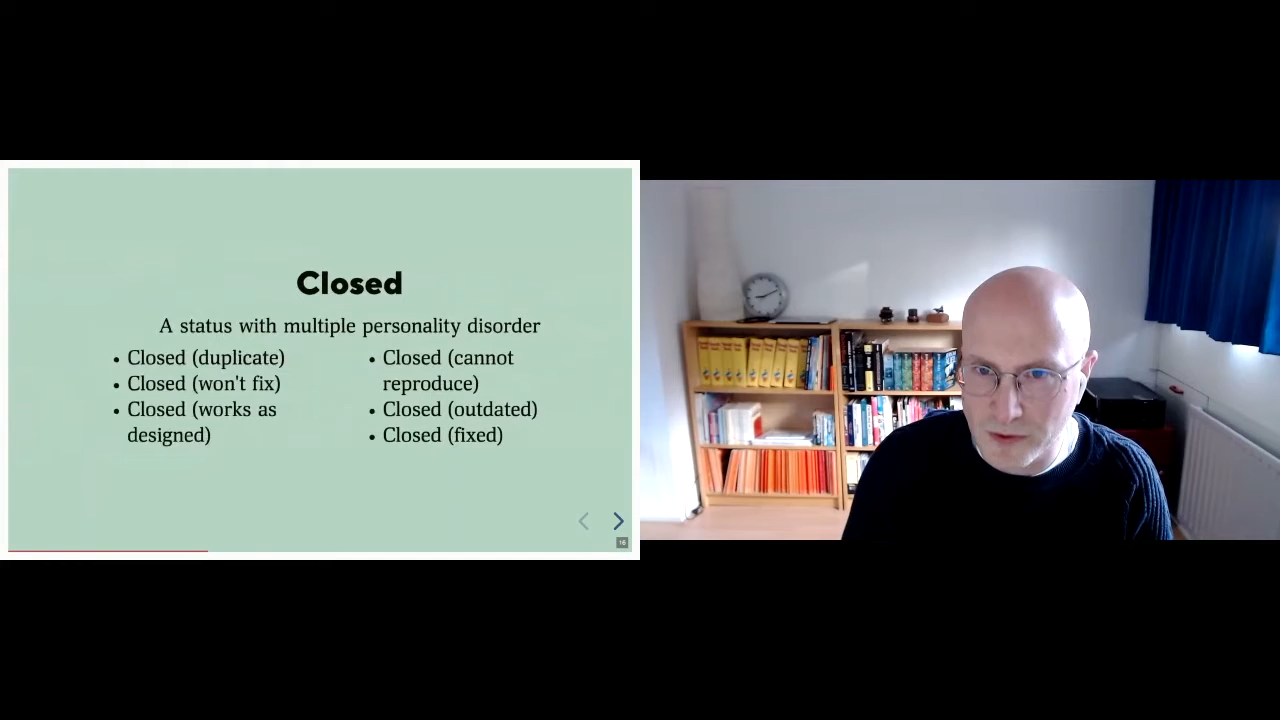 Closed
A status with multiple personality disorder
• Closed (duplicate)
• Closed (won't fix)
• Closed (works as
designed)
• Closed (cannot
reproduce)
• Closed (outdated)
• Closed (fixed)
16